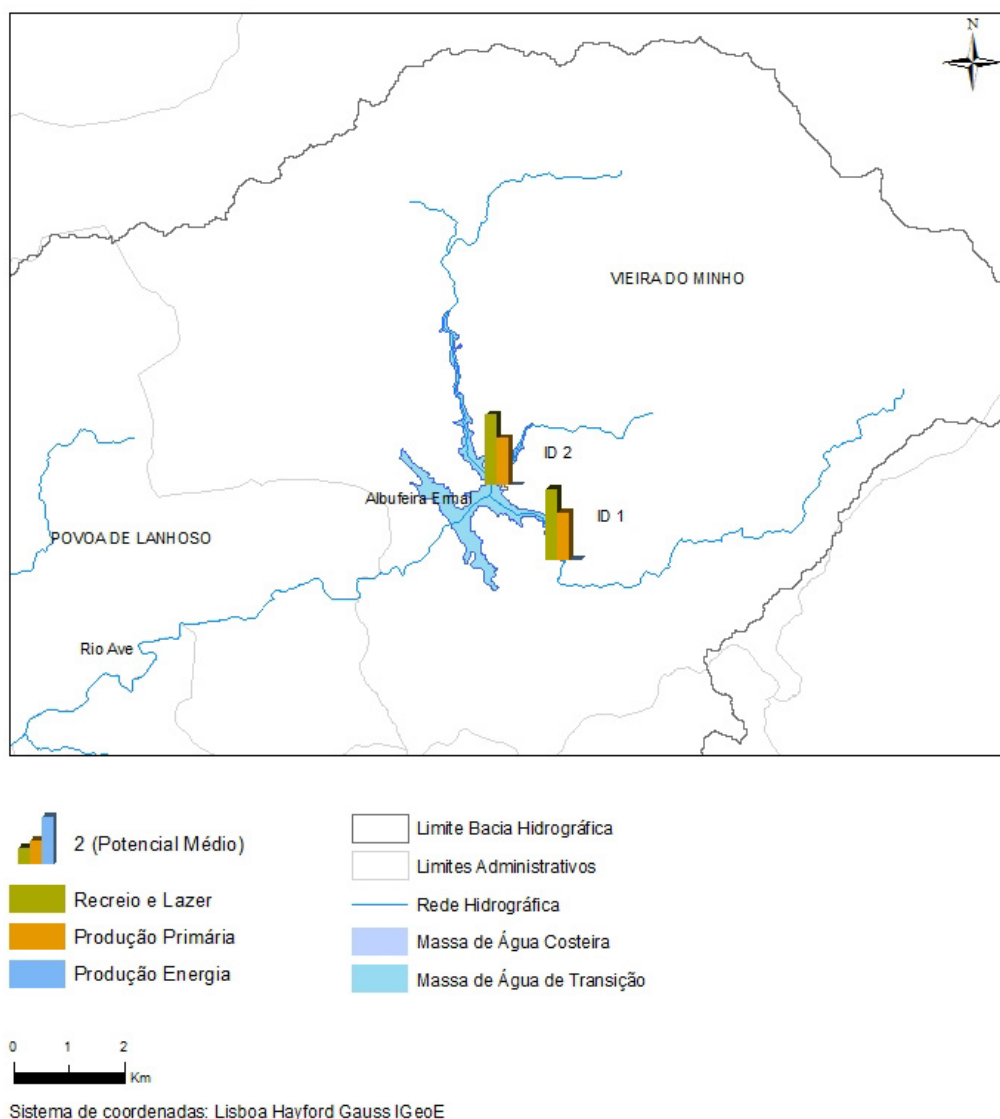 N
VIEIRA DO MINHO
ID 2
Albufeira Ermal
ID 1
POVOA DE LANHOSO
Rio Ave
2 (Potencial Médio)
Recreio e Lazer
Produção Primária
Produção Energia
Limite Bacia Hidrográfica
Limites Administrativos
Rede Hidrográfica
Massa de Água Costeira
Massa de Água de Transição
0 1 2
Km
Sistema de coordenadas: Lisboa Hayford Gauss IGeoE